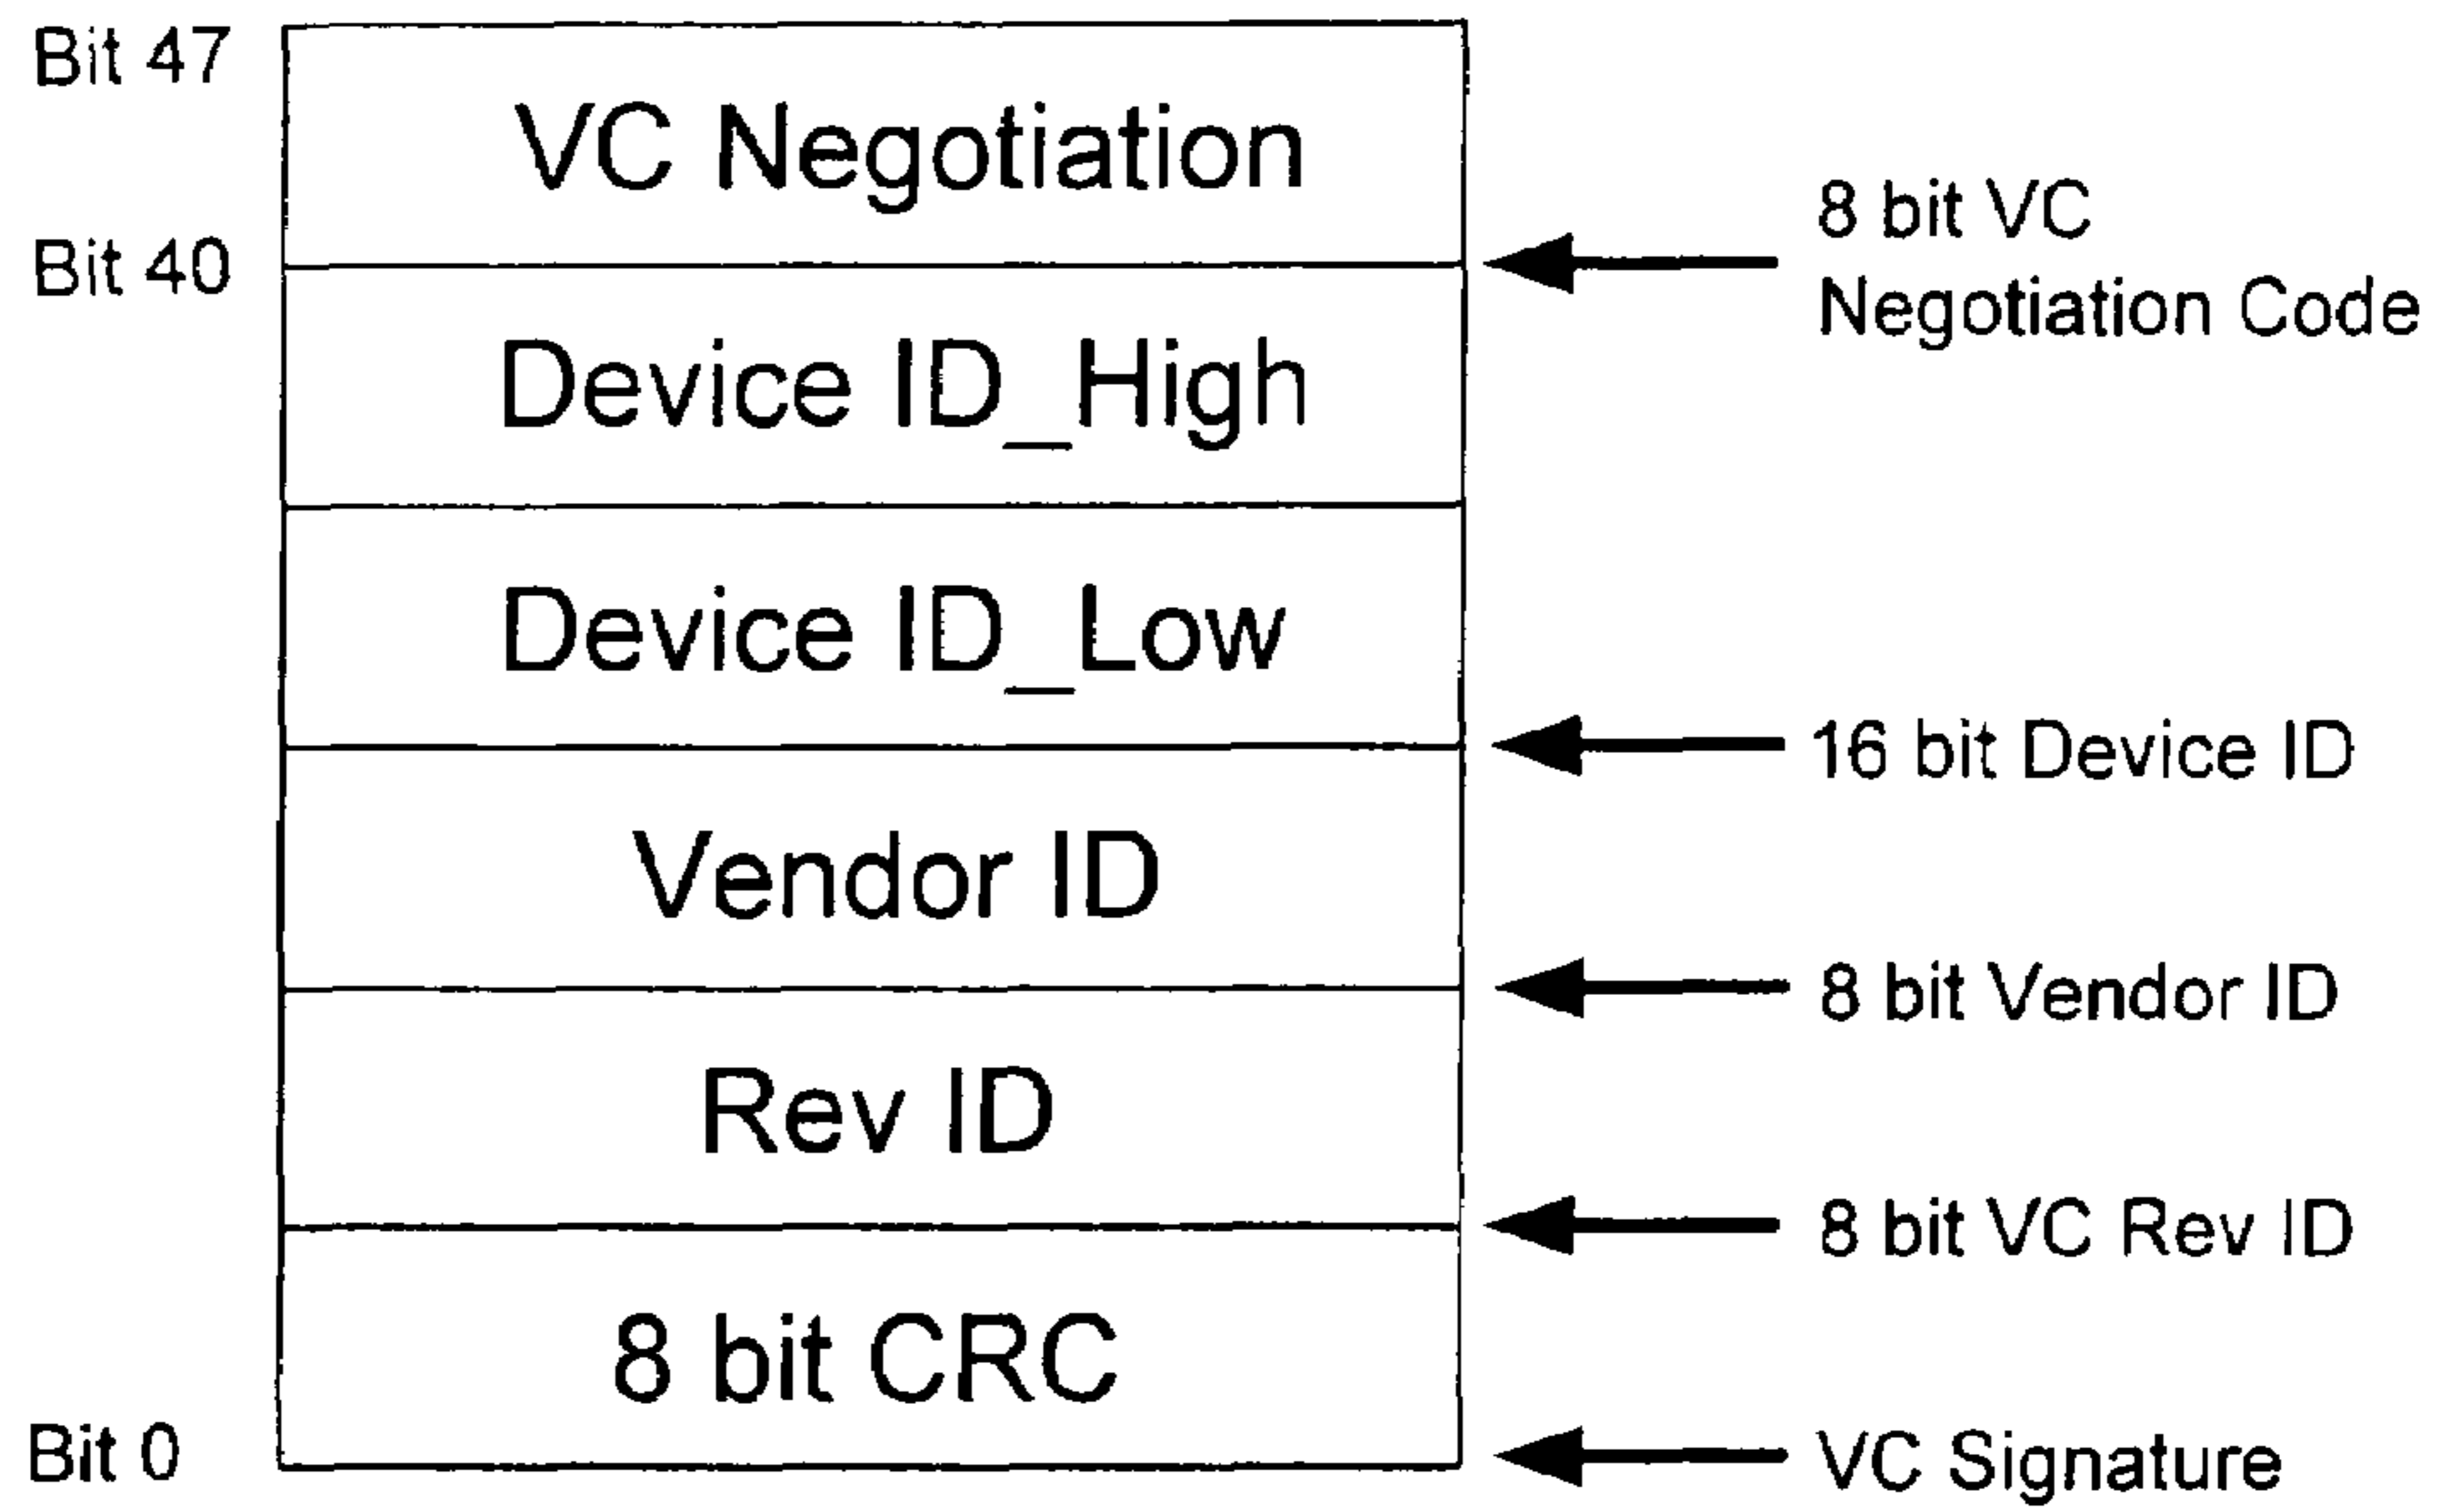 Bit 47
VC Negotiation
8 bit VC
Negotiation Code
Bit 40
Device ID_High
Device ID_Low
16 bit Device ID
Vendor ID
8 bit Vendor ID
Rev ID
8 bit VC Rev ID
8 bit CRC
Bit 0
VC Signature